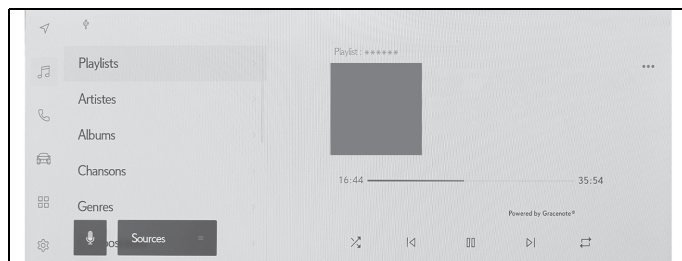 Playlists
Artistes
Albums
Chansons
Genres
Sources
Playlist : ******
16:44
35:54
Powered by Gracenote®